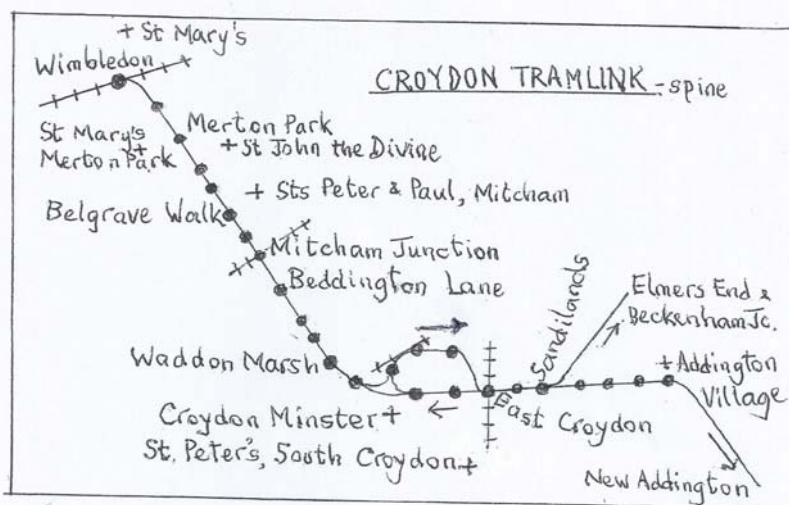 + St Mary's
Wimbledon
CROYDON TRAMLINK - spine
St Mary's
Merton Park
Merton Park
+ St John the Divine
+ Sts Peter & Paul, Mitcham
Belgrave Walk
Mitcham Junction
Beddington Lane
Sandilands
Elmers End &
Beckenham Jc.
Waddon Marsh
+ Addington
Village
East Croydon
Croydon Minster +
St. Peter's, South Croydon +
New Addington